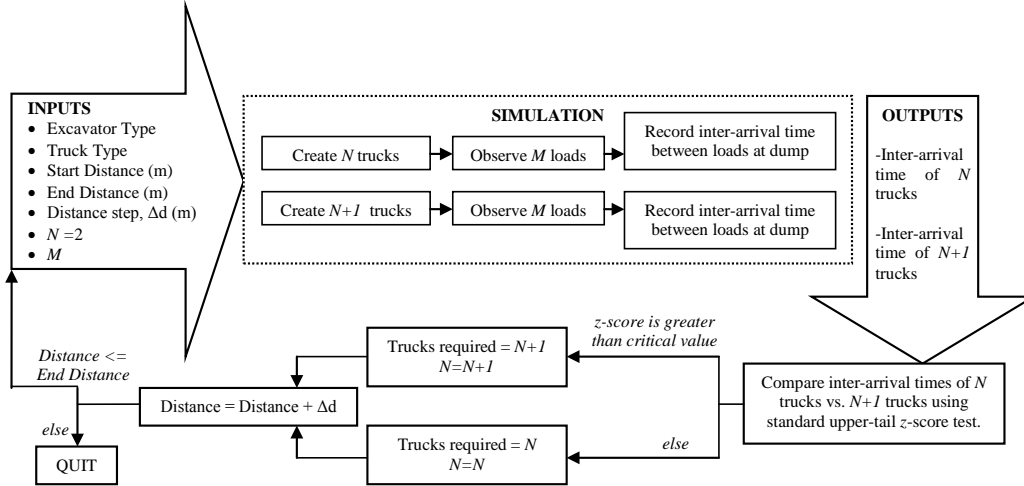 INPUTS
• Excavator Type
• Truck Type
• Start Distance (m)
• End Distance (m)
• Distance step, Δd (m)
• N =2
• M
SIMULATION
Create N trucks
Observe M loads
Record inter-arrival time
between loads at dump
Create N+1 trucks
Observe M loads
Record inter-arrival time
between loads at dump
OUTPUTS
-Inter-arrival
time of N
trucks
-Inter-arrival
time of N+1
trucks
Compare inter-arrival times of N
trucks vs. N+1 trucks using
standard upper-tail z-score test.
z-score is greater
than critical value
else
Trucks required = N+1
N=N+1
Trucks required = N
N=N
Distance = Distance + Δd
Distance <=
End Distance
else
QUIT